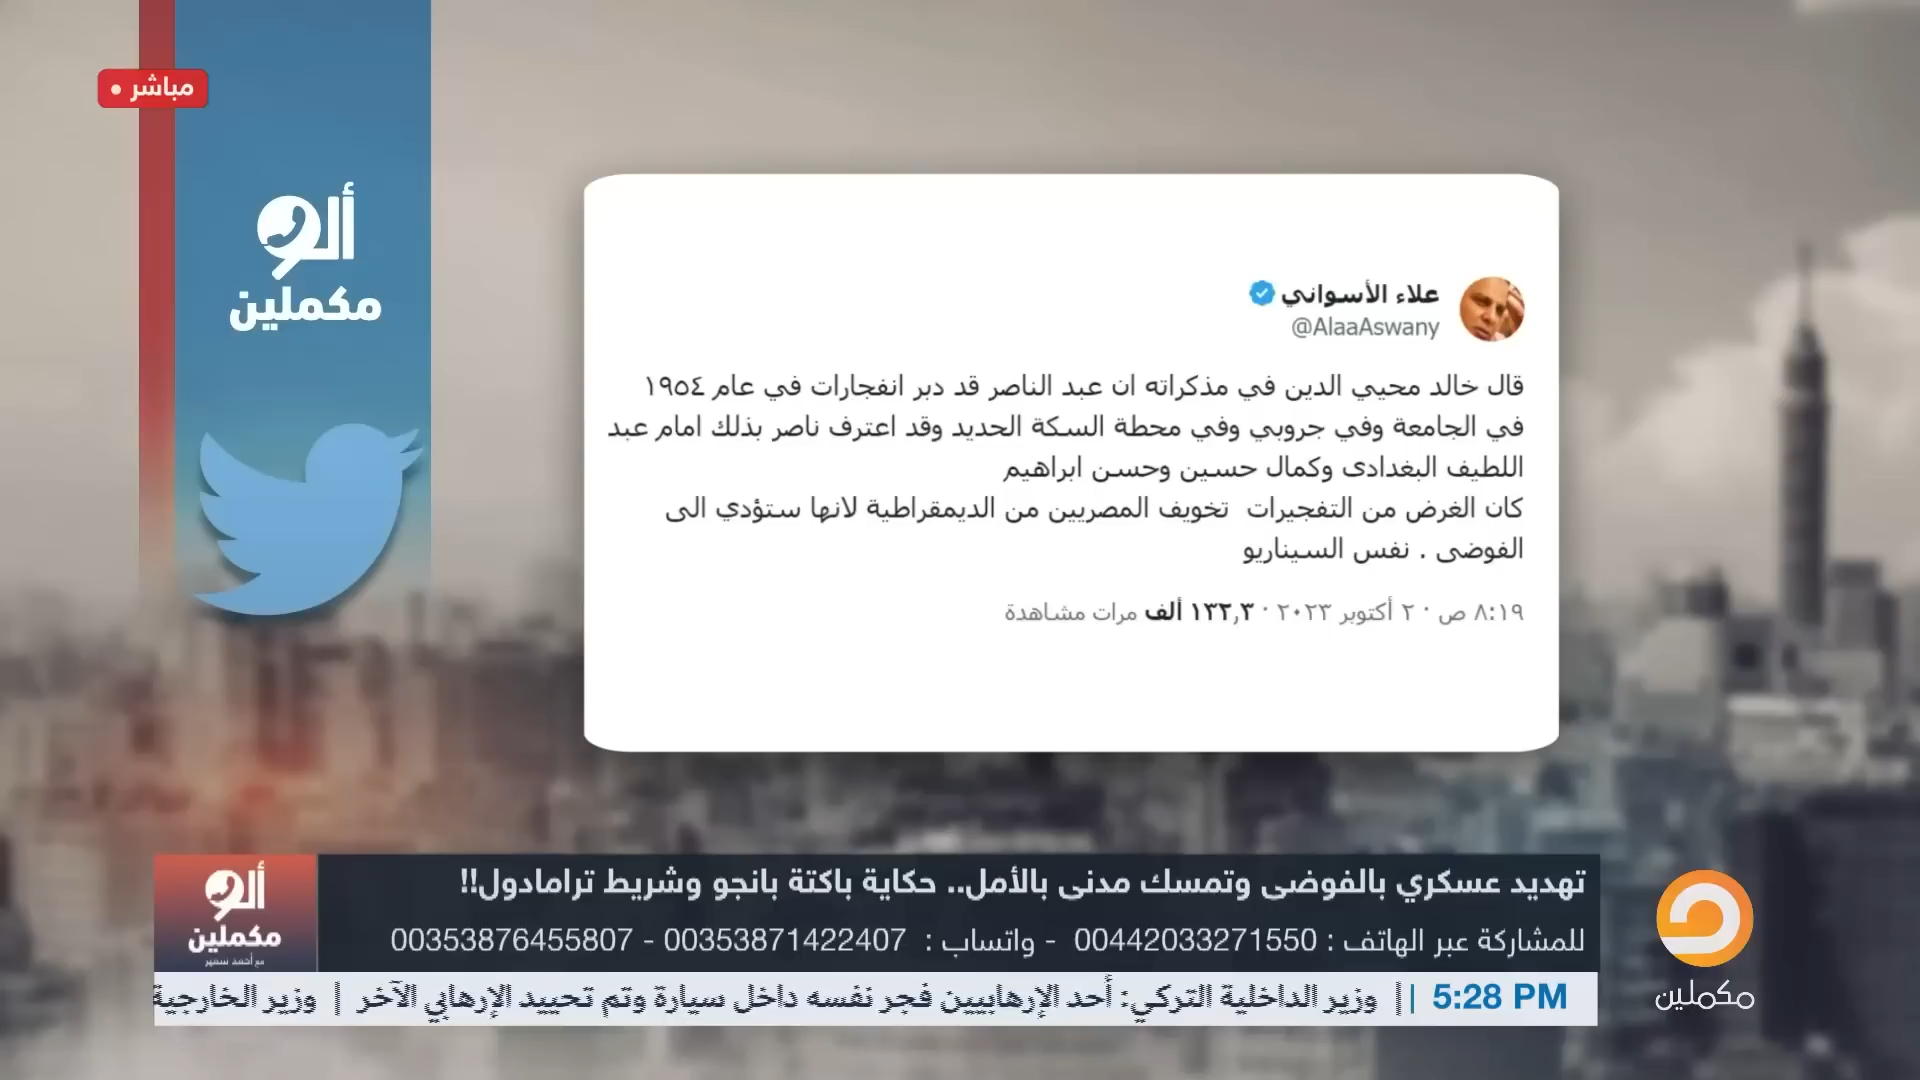 مباشر
ألو
مكملين
علاء الأسواني
@AlaaAswany
قال خالد محيي الدين في مذكراته ان عبد الناصر قد دبر انفجارات في عام ١٩٥٤
في الجامعة وفي جروبي وفي محطة السكة الحديد وقد اعترف ناصر بذلك امام عبد
اللطيف البغدادى وكمال حسين وحسن ابراهيم
كان الغرض من التفجيرات تخويف المصريين من الديمقراطية لانها ستؤدي الى
الفوضى . نفس السيناريو
٨:١٩ ص · ٢ أكتوبر ٢٠٢٣ · ١٣٢,٣ ألف مرات مشاهدة
تهديد عسكري بالفوضى وتمسك مدنى بالأمل.. حكاية باكتة بانجو وشريط ترامادول!!
للمشاركة عبر الهاتف : 00442033271550 - واتساب : 00353871422407 - 00353876455807
ألو
مكملين
مع أحمد سمير
5:28 PM | | وزير الداخلية التركي: أحد الإرهابيين فجر نفسه داخل سيارة وتم تحييد الإرهابي الآخر | وزير الخارجية
مكملين